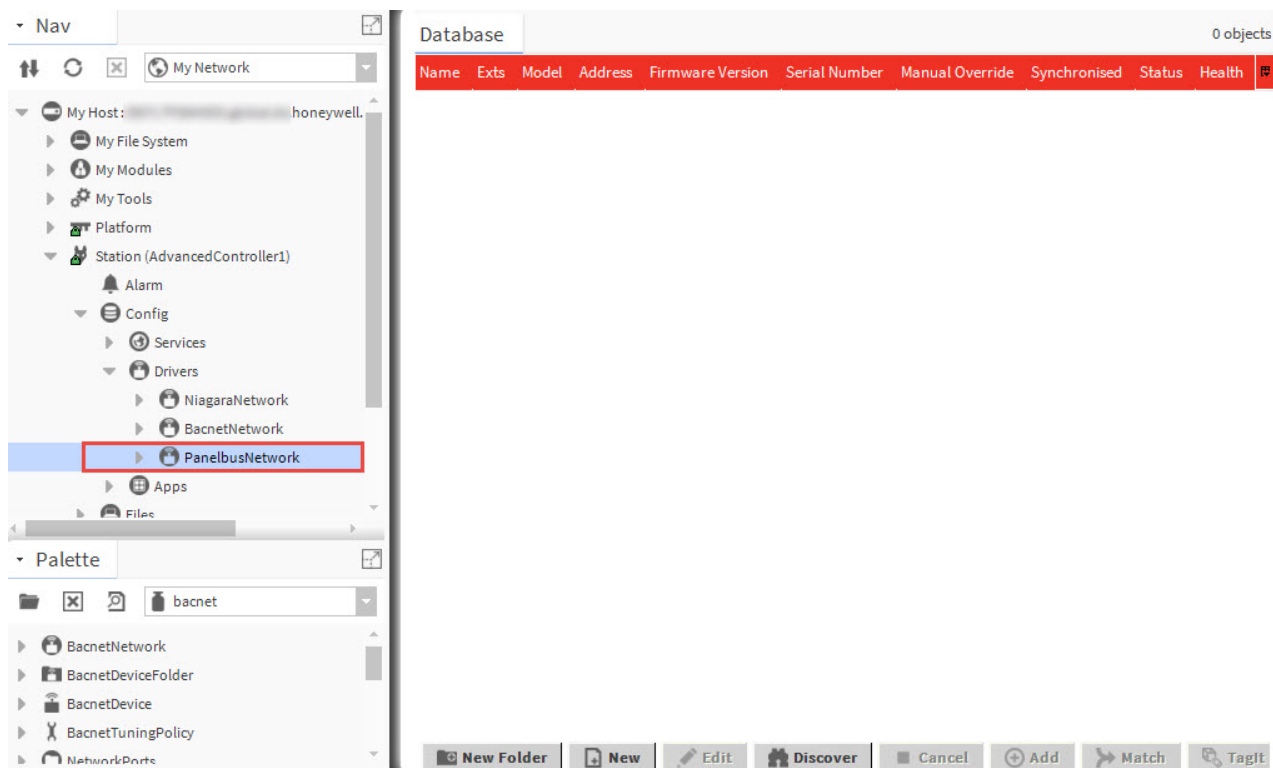 Nav
My Network
My Host : honeywell.
My File System
My Modules
My Tools
Platform
Station (AdvancedController1)
Alarm
Config
Services
Drivers
NiagaraNetwork
BacnetNetwork
PanelbusNetwork
Apps
Files
Palette
bacnet
BacnetNetwork
BacnetDeviceFolder
BacnetDevice
BacnetTuningPolicy
NetworkPorts
Database 0 objects
Name Exts Model Address Firmware Version Serial Number Manual Override Synchronised Status Health
New Folder New Edit Discover Cancel Add Match TagIt